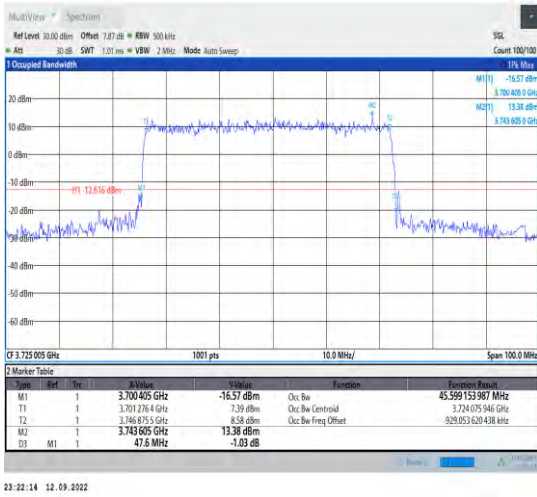 MultiView Spectrum
Ref Level 30.00 dBm Offset 7.87 dB RBW 500 kHz SGL
Att 30 dB SWT 1.01 ms VBW 2 MHz Mode Auto Sweep Count 100/100
1 Occupied Bandwidth 1Pk Max
M1[1] -16.57 dBm
3.700 405 0 GHz
20 dBm M2 M2[1] 13.38 dBm
3.743 605 0 GHz
10 dBm T1 T2
0 dBm
-10 dBm H1 -12.616 dBm M1
-20 dBm
-30 dBm
-40 dBm
-50 dBm
-60 dBm
CF 3.725 005 GHz 1001 pts 10.0 MHz/ Span 100.0 MHz
2 Marker Table
Type Ref Trc X-Value Y-Value Function Function Result
M1 1 3.700 405 GHz -16.57 dBm Occ Bw 45.599 153 987 MHz
T1 1 3.701 276 4 GHz 7.39 dBm Occ Bw Centroid 3.724 075 946 GHz
T2 1 3.746 875 5 GHz 8.58 dBm Occ Bw Freq Offset -929.053 620 438 kHz
M2 1 3.743 605 GHz 13.38 dBm
D3 M1 1 47.6 MHz -1.03 dB
23:22:14 12.09.2022